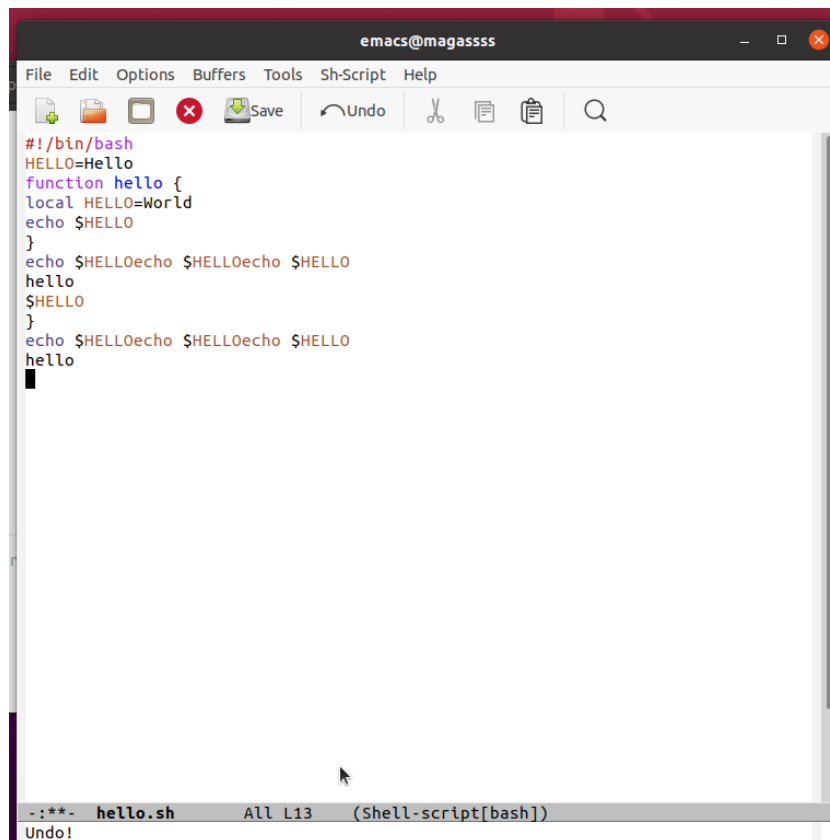 emacs@magassss
File Edit Options Buffers Tools Sh-Script Help
Save Undo
#!/bin/bash
HELLO=Hello
function hello {
local HELLO=World
echo $HELLO
}
echo $HELLOecho $HELLOecho $HELLO
hello
$HELLO
}
echo $HELLOecho $HELLOecho $HELLO
hello
-:**- hello.sh All L13 (Shell-script[bash])
Undo!